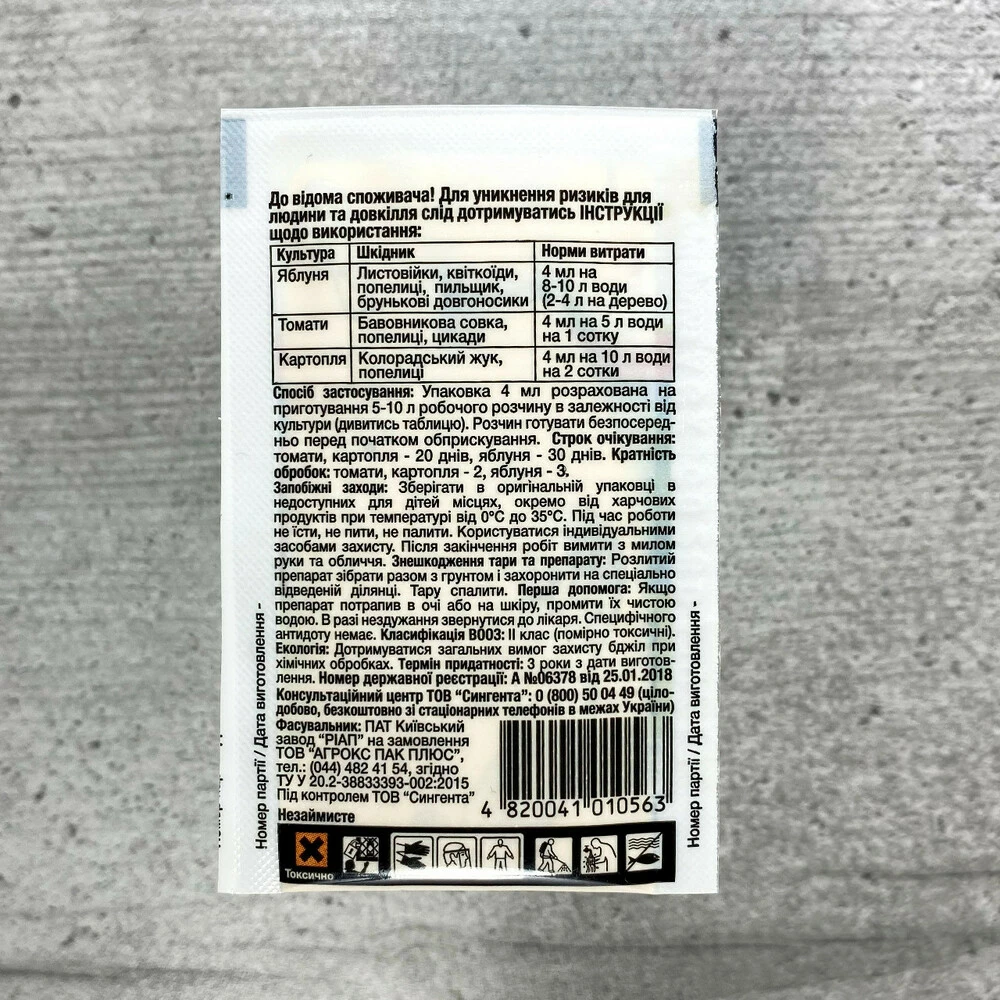 До відома споживача! Для уникнення ризиків для
людини та довкілля слід дотримуватись ІНСТРУКЦІЇ
щодо використання:
Культура Шкідник Норми витрати
Яблуня Листовійки, квіткоїди, 4 мл на
попелиці, пильщик, 8-10 л води
брунькові довгоносики (2-4 л на дерево)
Томати Бавовникова совка, 4 мл на 5 л води
попелиці, цикади на 1 сотку
Картопля Колорадський жук, 4 мл на 10 л води
попелиці на 2 сотки
Спосіб застосування: Упаковка 4 мл розрахована на
приготування 5-10 л робочого розчину в залежності від
культури (дивитись таблицю). Розчин готувати безпосеред-
ньо перед початком обприскування. Строк очікування:
томати, картопля - 20 днів, яблуня - 30 днів. Кратність
обробок: томати, картопля - 2, яблуня - 3.
Запобіжні заходи: Зберігати в оригінальній упаковці в
недоступних для дітей місцях, окремо від харчових
продуктів при температурі від 0°С до 35°С. Під час роботи
не їсти, не пити, не палити. Користуватися індивідуальними
засобами захисту. Після закінчення робіт вимити з милом
руки та обличчя. Знешкодження тари та препарату: Розлитий
препарат зібрати разом з грунтом і захоронити на спеціально
відведеній ділянці. Тару спалити. Перша допомога: Якщо
препарат потрапив в очі або на шкіру, промити їх чистою
водою. В разі нездужання звернутися до лікаря. Специфічного
антидоту немає. Класифікація ВООЗ: ІІ клас (помірно токсичні).
Екологія: Дотримуватися загальних вимог захисту бджіл при
хімічних обробках. Термін придатності: 3 роки з дати виготов-
лення. Номер державної реєстрації: А №06378 від 25.01.2018
Консультаційний центр ТОВ "Сингента": 0 (800) 50 04 49 (ціло-
добово, безкоштовно зі стаціонарних телефонів в межах України)
Фасувальник: ПАТ Київський
завод "РІАП" на замовлення
ТОВ "АГРОКС ПАК ПЛЮС",
тел.: (044) 482 41 54, згідно
ТУ У 20.2-38833393-002:2015
Під контролем ТОВ "Сингента"
4 820041 010563
Незаймисте
Токсично
Номер партії / Дата виготовлення -
Номер партії / Дата виготовлення -